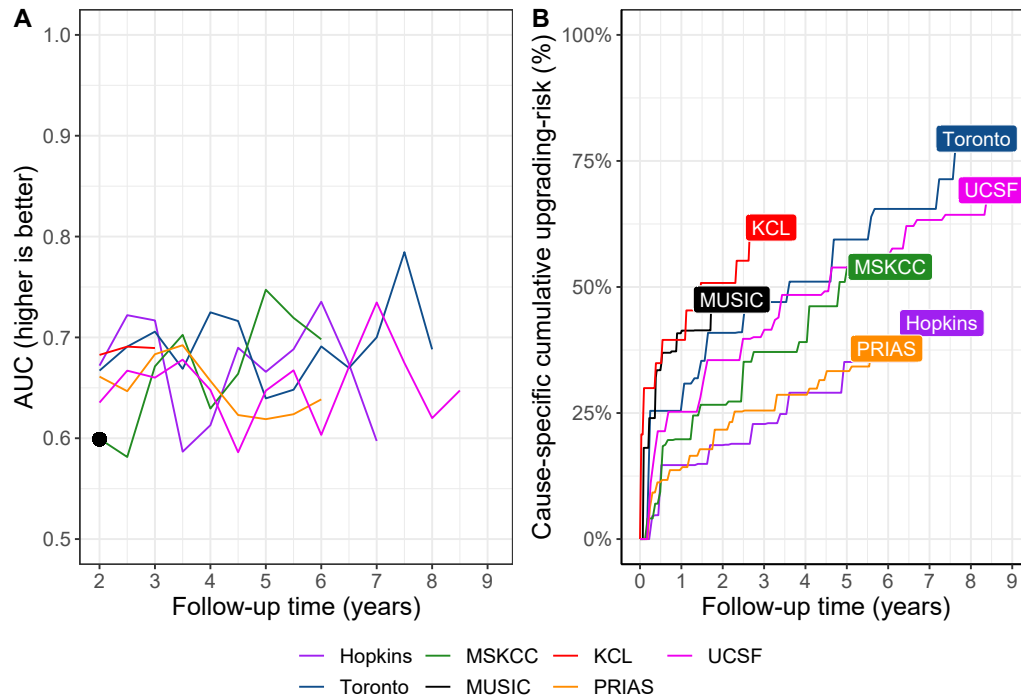 A
AUC (higher is better)
1.0
0.9
0.8
0.7
0.6
0.5
2 3 4 5 6 7 8 9
Follow-up time (years)
B
Cause-specific cumulative upgrading-risk (%)
100%
75%
50%
25%
0%
Toronto
UCSF
KCL
MSKCC
MUSIC
Hopkins
PRIAS
0 1 2 3 4 5 6 7 8 9
Follow-up time (years)
Hopkins MSKCC KCL UCSF
Toronto MUSIC PRIAS